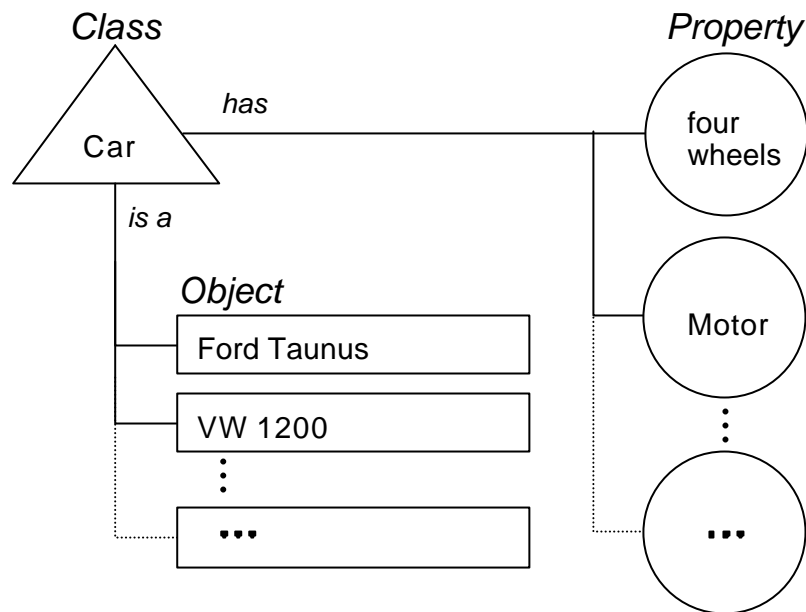 Class
Property
has
four
wheels
Car
is a
Object
Ford Taunus
Motor
VW 1200
...
...